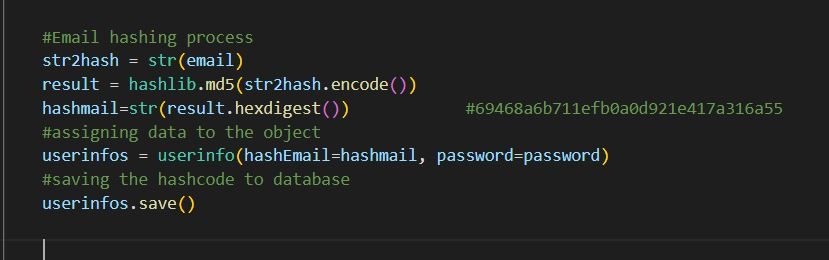 #Email hashing process
str2hash = str(email)
result = hashlib.md5(str2hash.encode())
hashmail=str(result.hexdigest())            #69468a6b711efb0a0d921e417a316a55
#assigning data to the object
userinfos = userinfo(hashEmail=hashmail, password=password)
#saving the hashcode to database
userinfos.save()